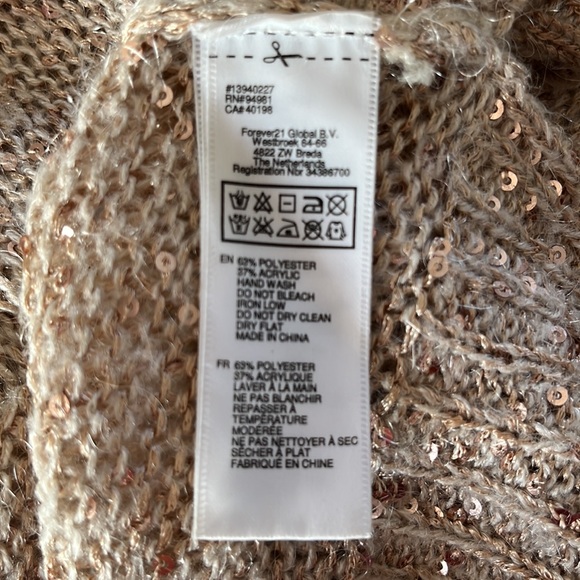 #13940227
RN#94981
CA# 40198
Forever21 Global B.V.
Westbroek 64-66
4822 ZW Breda
The Netherlands
Registration Nbr 34386700
EN 63% POLYESTER
37% ACRYLIC
HAND WASH
DO NOT BLEACH
IRON LOW
DO NOT DRY CLEAN
DRY FLAT
MADE IN CHINA
FR 63% POLYESTER
37% ACRYLIQUE
LAVER À LA MAIN
NE PAS BLANCHIR
REPASSER À
TEMPÉRATURE
MODÉRÉE
NE PAS NETTOYER À SEC
SÉCHER À PLAT
FABRIQUÉ EN CHINE